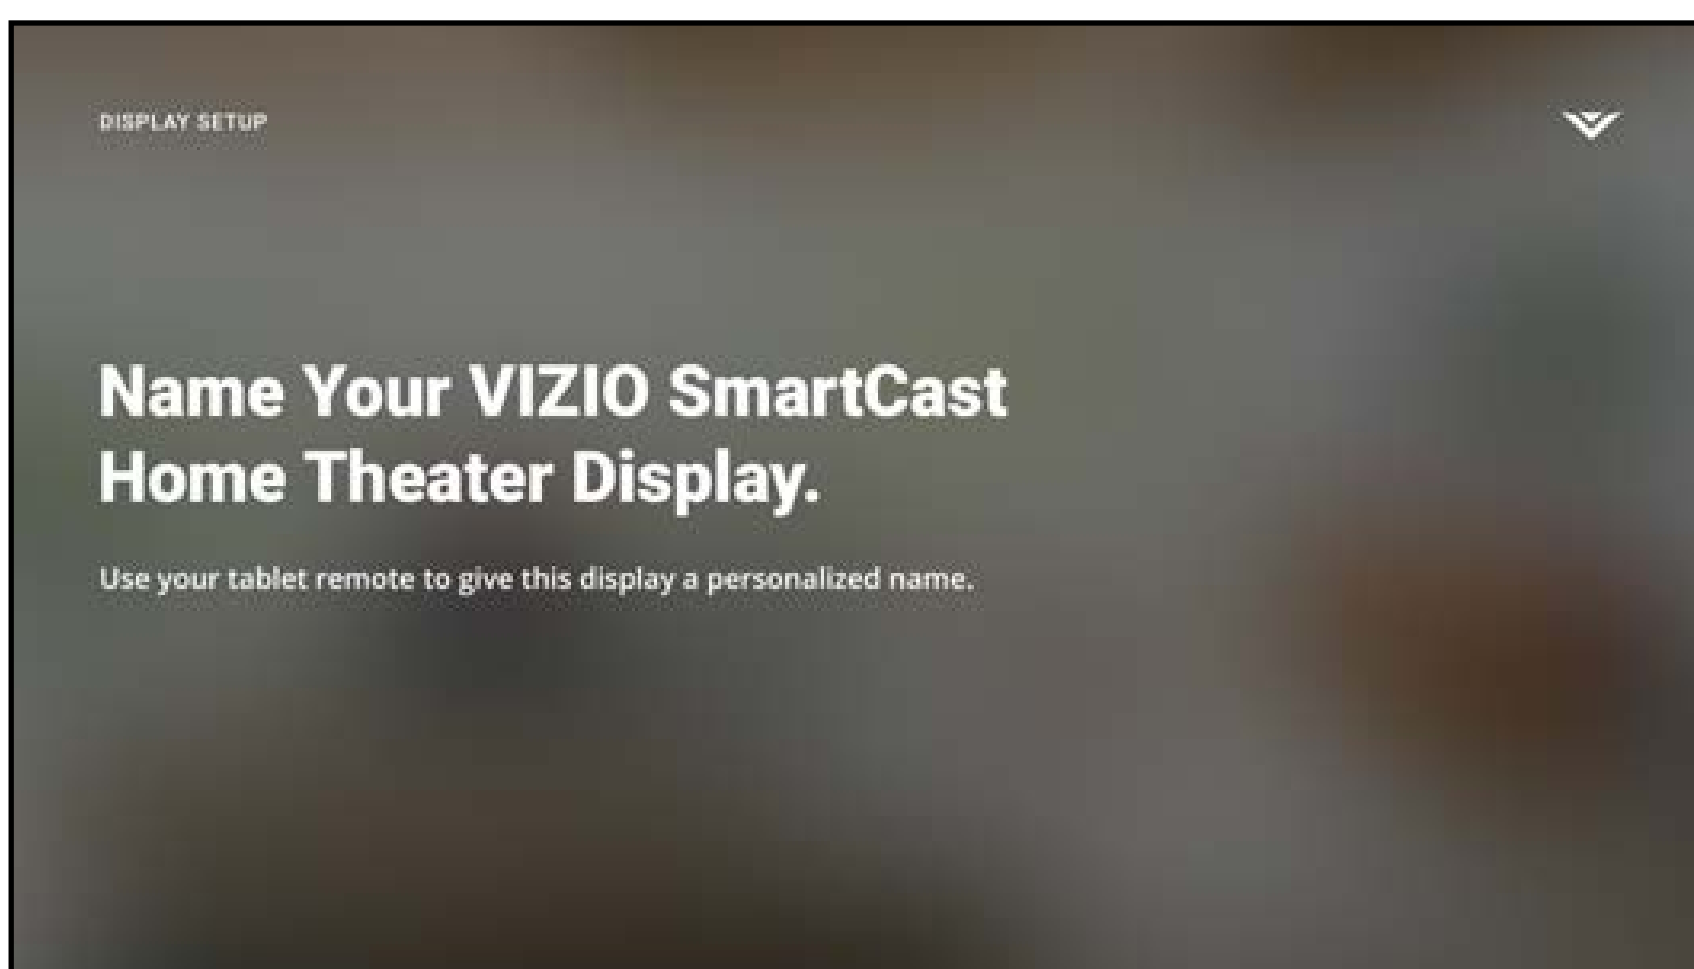 DISPLAY SETUP
Name Your VIZIO SmartCast
Home Theater Display.
Use your tablet remote to give this display a personalized name.